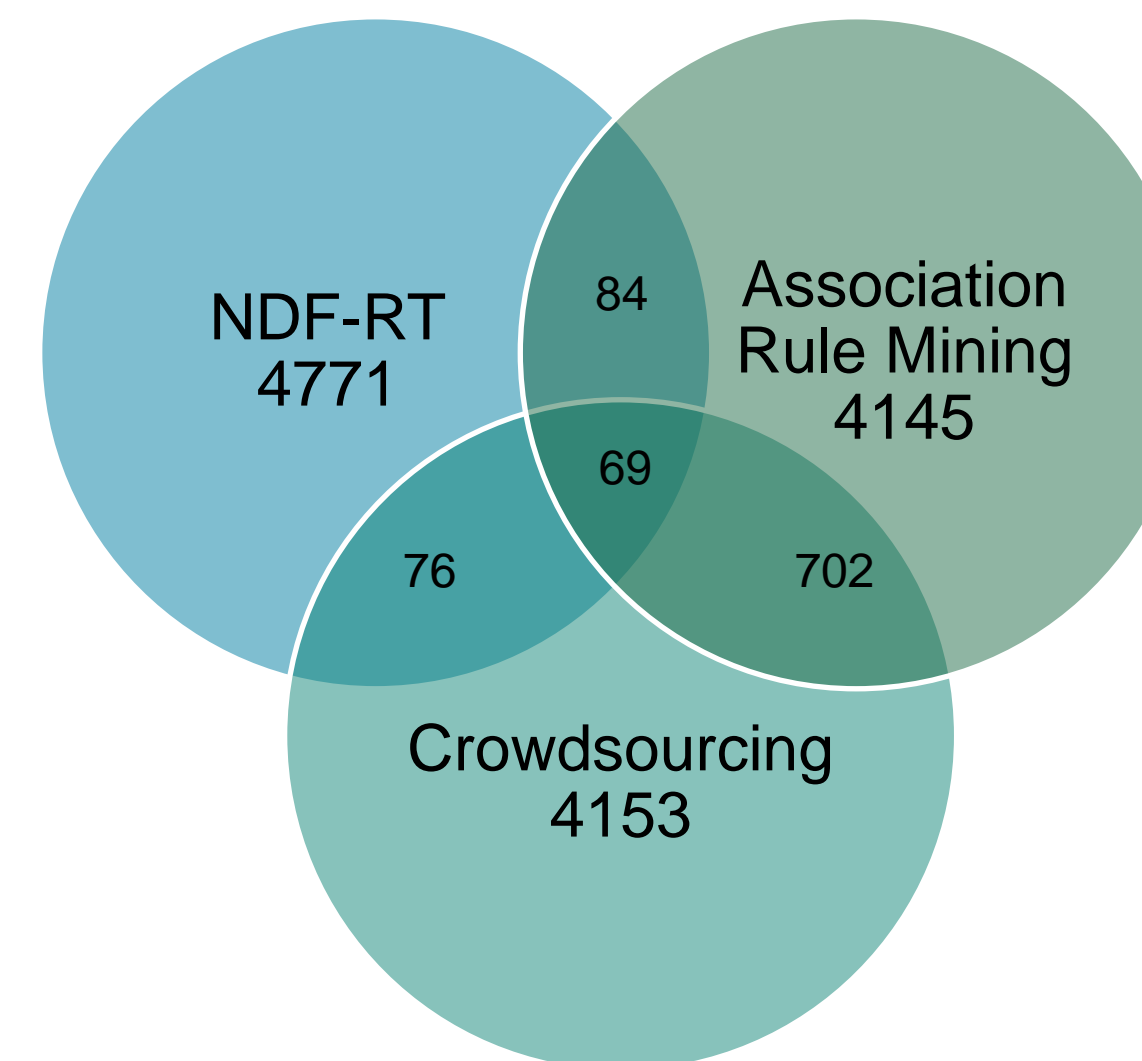 NDF-RT
4771
Association
Rule Mining
4145
84
69
76
702
Crowdsourcing
4153